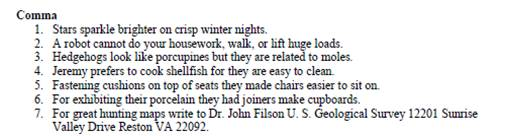 Comma
1. Stars sparkle brighter on crisp winter nights.
2. A robot cannot do your housework, walk, or lift huge loads.
3. Hedgehogs look like porcupines but they are related to moles.
4. Jeremy prefers to cook shellfish for they are easy to clean.
5. Fastening cushions on top of seats they made chairs easier to sit on.
6. For exhibiting their porcelain they had joiners make cupboards.
7. For great hunting maps write to Dr. John Filson U. S. Geological Survey 12201 Sunrise
Valley Drive Reston VA 22092.